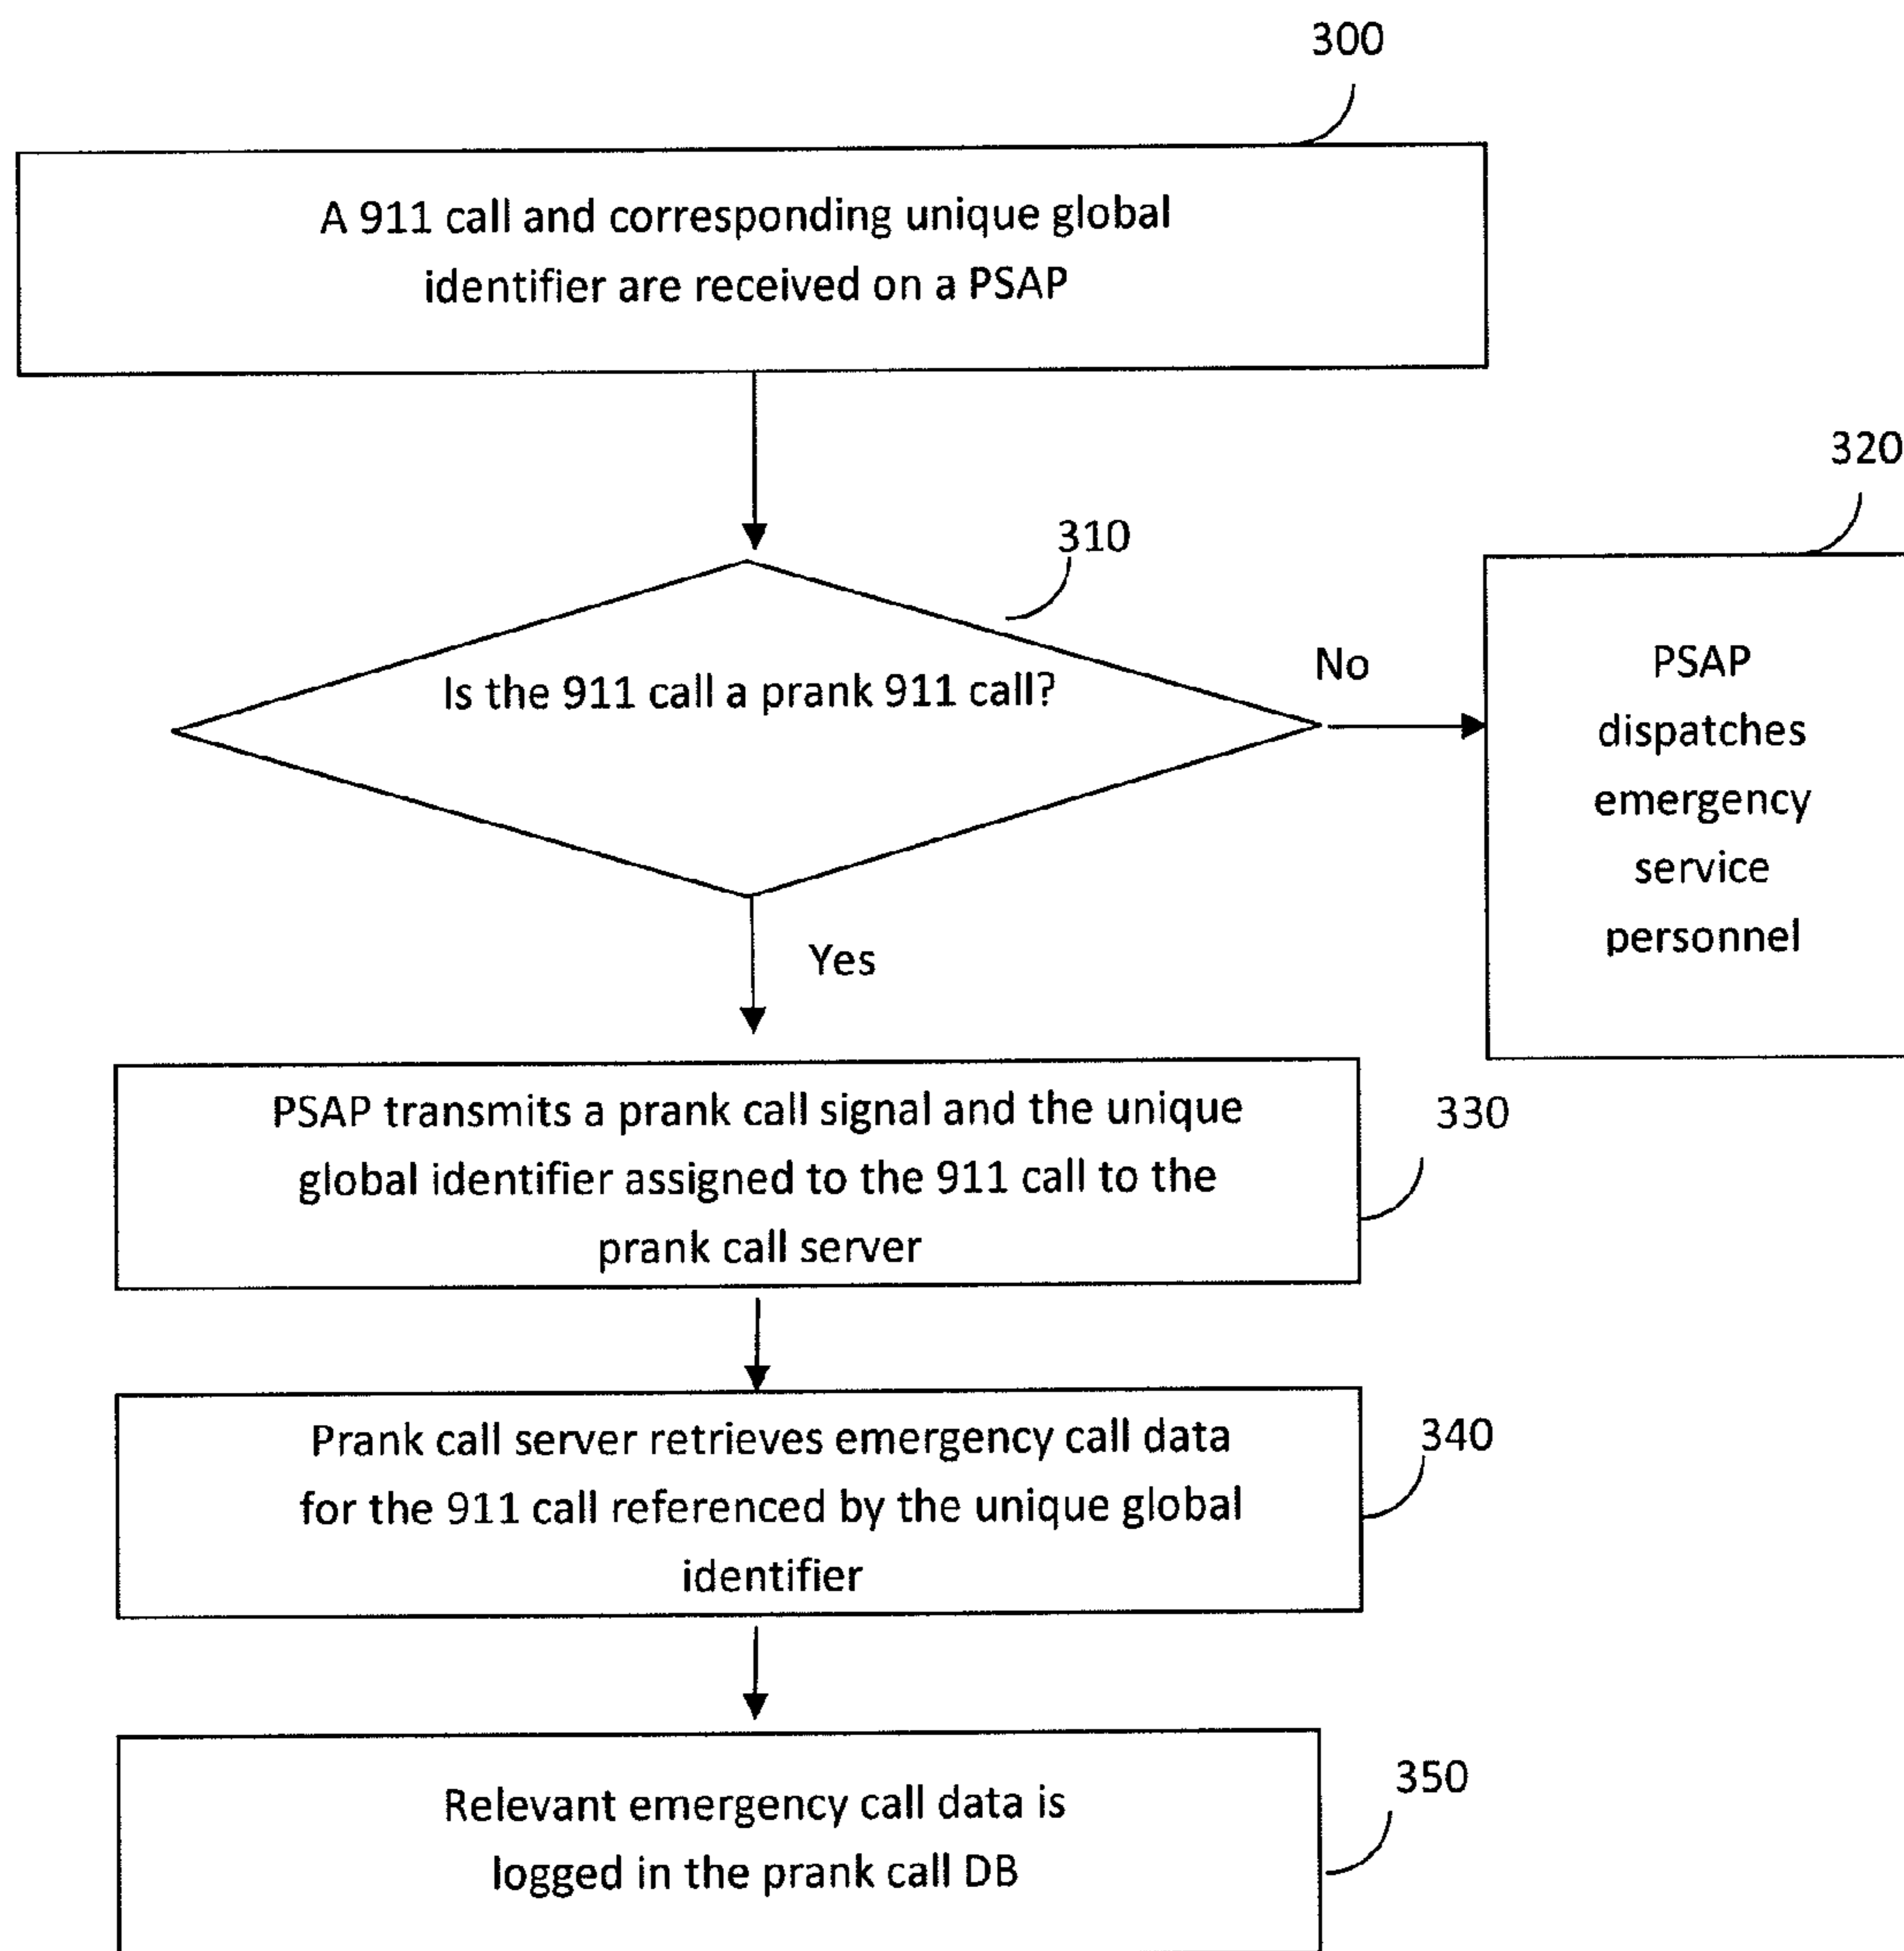 300
A 911 call and corresponding unique global
identifier are received on a PSAP
310
Is the 911 call a prank 911 call?
No
320
PSAP
dispatches
emergency
service
personnel
Yes
PSAP transmits a prank call signal and the unique
global identifier assigned to the 911 call to the
prank call server
330
Prank call server retrieves emergency call data
for the 911 call referenced by the unique global
identifier
340
Relevant emergency call data is
logged in the prank call DB
350